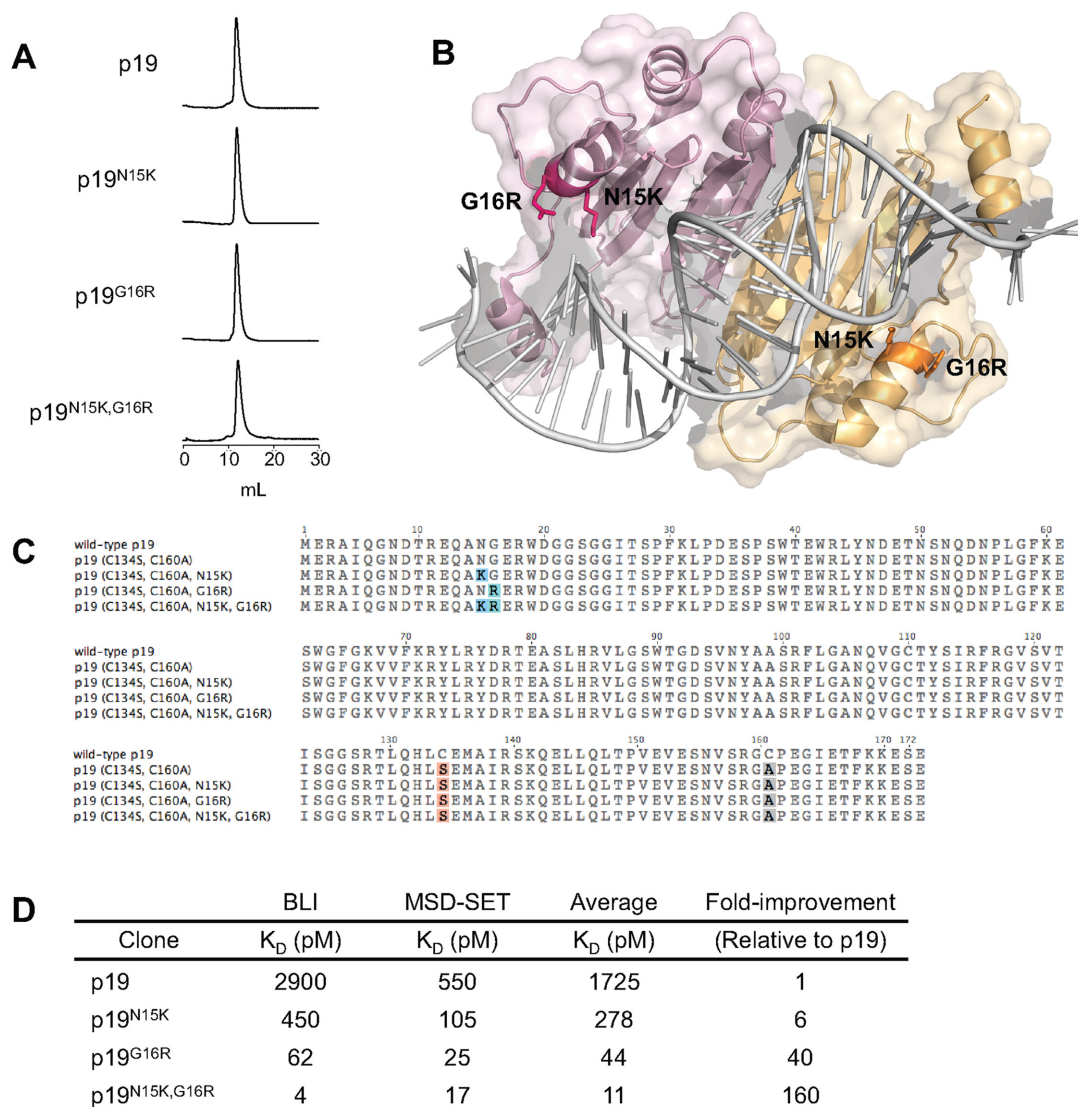 A
p19
p19N15K
p19G16R
p19N15K,G16R
0 10 20 30
mL
B
G16R
N15K
N15K
G16R
C
1 10 20 30 40 50 60
wild-type p19 MERAIQGNDTREQANGERWDGGSGGITSPFKLPDESPSWTEWRLYNDETNSNQDNPLGFKE
p19 (C134S, C160A) MERAIQGNDTREQANGERWDGGSGGITSPFKLPDESPSWTEWRLYNDETNSNQDNPLGFKE
p19 (C134S, C160A, N15K) MERAIQGNDTREQAKGERWDGGSGGITSPFKLPDESPSWTEWRLYNDETNSNQDNPLGFKE
p19 (C134S, C160A, G16R) MERAIQGNDTREQANRERWDGGSGGITSPFKLPDESPSWTEWRLYNDETNSNQDNPLGFKE
p19 (C134S, C160A, N15K, G16R) MERAIQGNDTREQAKRERWDGGSGGITSPFKLPDESPSWTEWRLYNDETNSNQDNPLGFKE
70 80 90 100 110 120
wild-type p19 SWGFGKVVFKRYLRYDRTEASLHRVLGSWTGDSVNYAASRFLGANQVGCTYSIRFRGVSVT
p19 (C134S, C160A) SWGFGKVVFKRYLRYDRTEASLHRVLGSWTGDSVNYAASRFLGANQVGCTYSIRFRGVSVT
p19 (C134S, C160A, N15K) SWGFGKVVFKRYLRYDRTEASLHRVLGSWTGDSVNYAASRFLGANQVGCTYSIRFRGVSVT
p19 (C134S, C160A, G16R) SWGFGKVVFKRYLRYDRTEASLHRVLGSWTGDSVNYAASRFLGANQVGCTYSIRFRGVSVT
p19 (C134S, C160A, N15K, G16R) SWGFGKVVFKRYLRYDRTEASLHRVLGSWTGDSVNYAASRFLGANQVGCTYSIRFRGVSVT
130 140 150 160 170 172
wild-type p19 ISGGSRTLQHLCEMAIRSKQELLQLTPVEVESNVSRGCPEGIETFKKESE
p19 (C134S, C160A) ISGGSRTLQHLSEMAIRSKQELLQLTPVEVESNVSRGAPEGIETFKKESE
p19 (C134S, C160A, N15K) ISGGSRTLQHLSEMAIRSKQELLQLTPVEVESNVSRGAPEGIETFKKESE
p19 (C134S, C160A, G16R) ISGGSRTLQHLSEMAIRSKQELLQLTPVEVESNVSRGAPEGIETFKKESE
p19 (C134S, C160A, N15K, G16R) ISGGSRTLQHLSEMAIRSKQELLQLTPVEVESNVSRGAPEGIETFKKESE
D
BLI MSD-SET Average Fold-improvement
Clone KD (pM) KD (pM) KD (pM) (Relative to p19)
p19 2900 550 1725 1
p19N15K 450 105 278 6
p19G16R 62 25 44 40
p19N15K,G16R 4 17 11 160